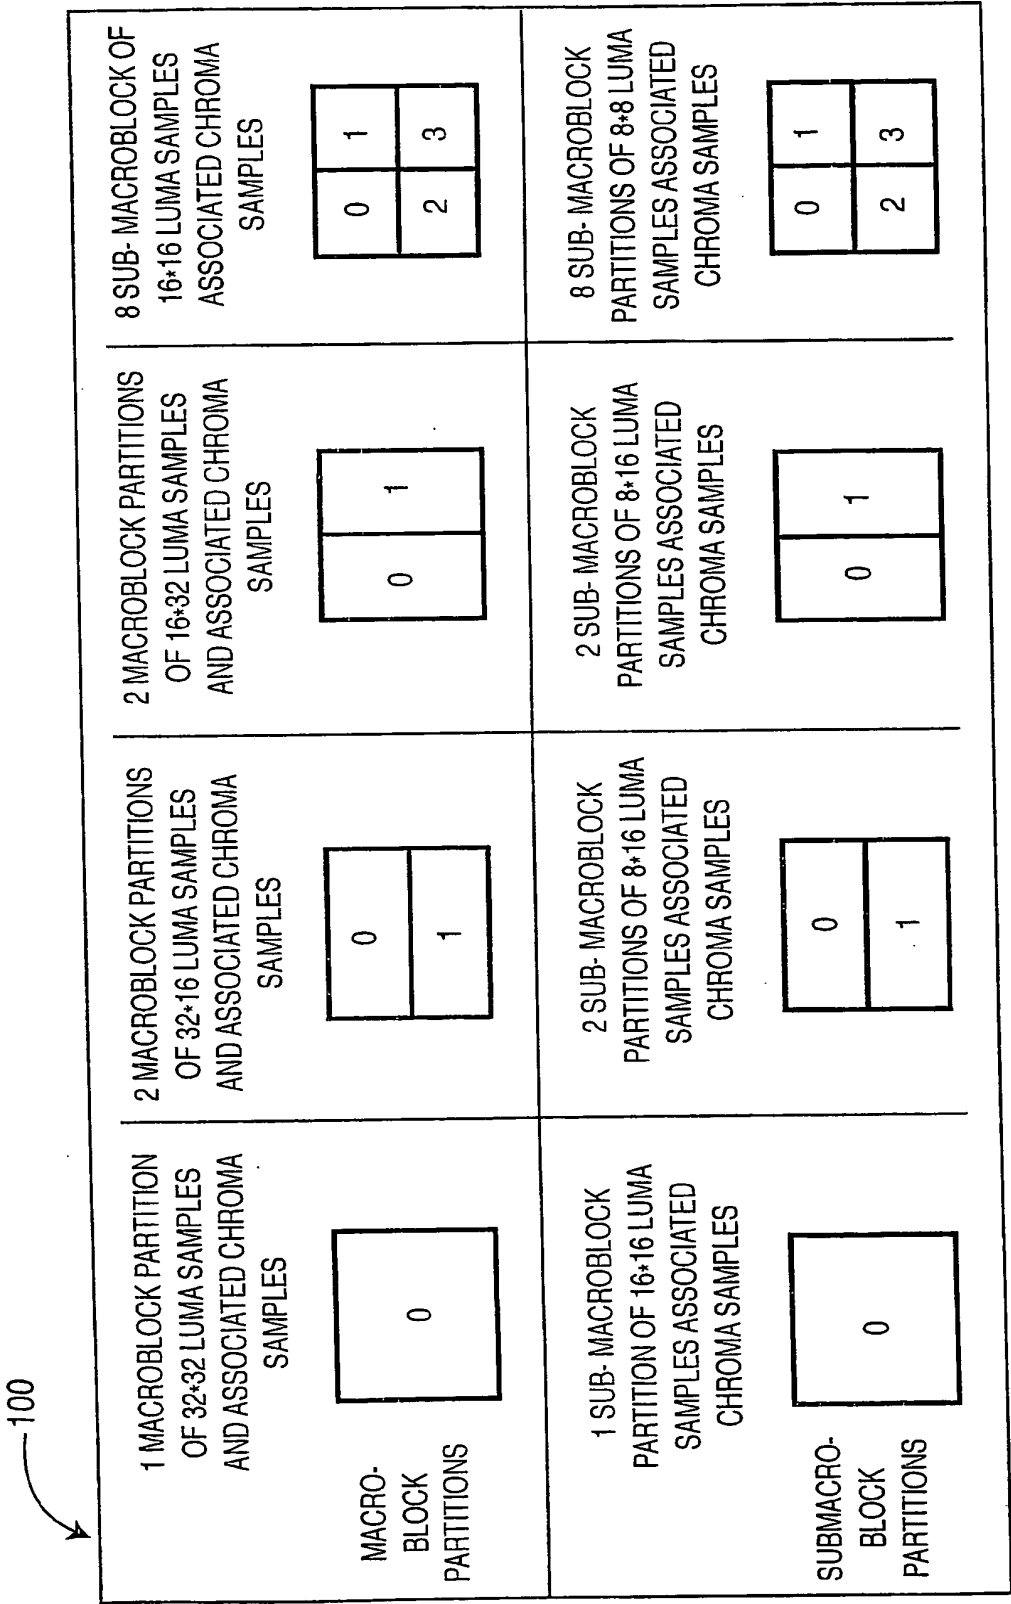 100
1 MACROBLOCK PARTITION
OF 32*32 LUMA SAMPLES
AND ASSOCIATED CHROMA
SAMPLES
2 MACROBLOCK PARTITIONS
OF 32*16 LUMA SAMPLES
AND ASSOCIATED CHROMA
SAMPLES
2 MACROBLOCK PARTITIONS
OF 16*32 LUMA SAMPLES
AND ASSOCIATED CHROMA
SAMPLES
8 SUB- MACROBLOCK OF
16*16 LUMA SAMPLES
ASSOCIATED CHROMA
SAMPLES
MACRO-
BLOCK
PARTITIONS
0
0
1
0 1
0 1
2 3
1 SUB- MACROBLOCK
PARTITION OF 16*16 LUMA
SAMPLES ASSOCIATED
CHROMA SAMPLES
2 SUB- MACROBLOCK
PARTITIONS OF 8*16 LUMA
SAMPLES ASSOCIATED
CHROMA SAMPLES
2 SUB- MACROBLOCK
PARTITIONS OF 8*16 LUMA
SAMPLES ASSOCIATED
CHROMA SAMPLES
8 SUB- MACROBLOCK
PARTITIONS OF 8*8 LUMA
SAMPLES ASSOCIATED
CHROMA SAMPLES
SUBMACRO-
BLOCK
PARTITIONS
0
0
1
0 1
0 1
2 3